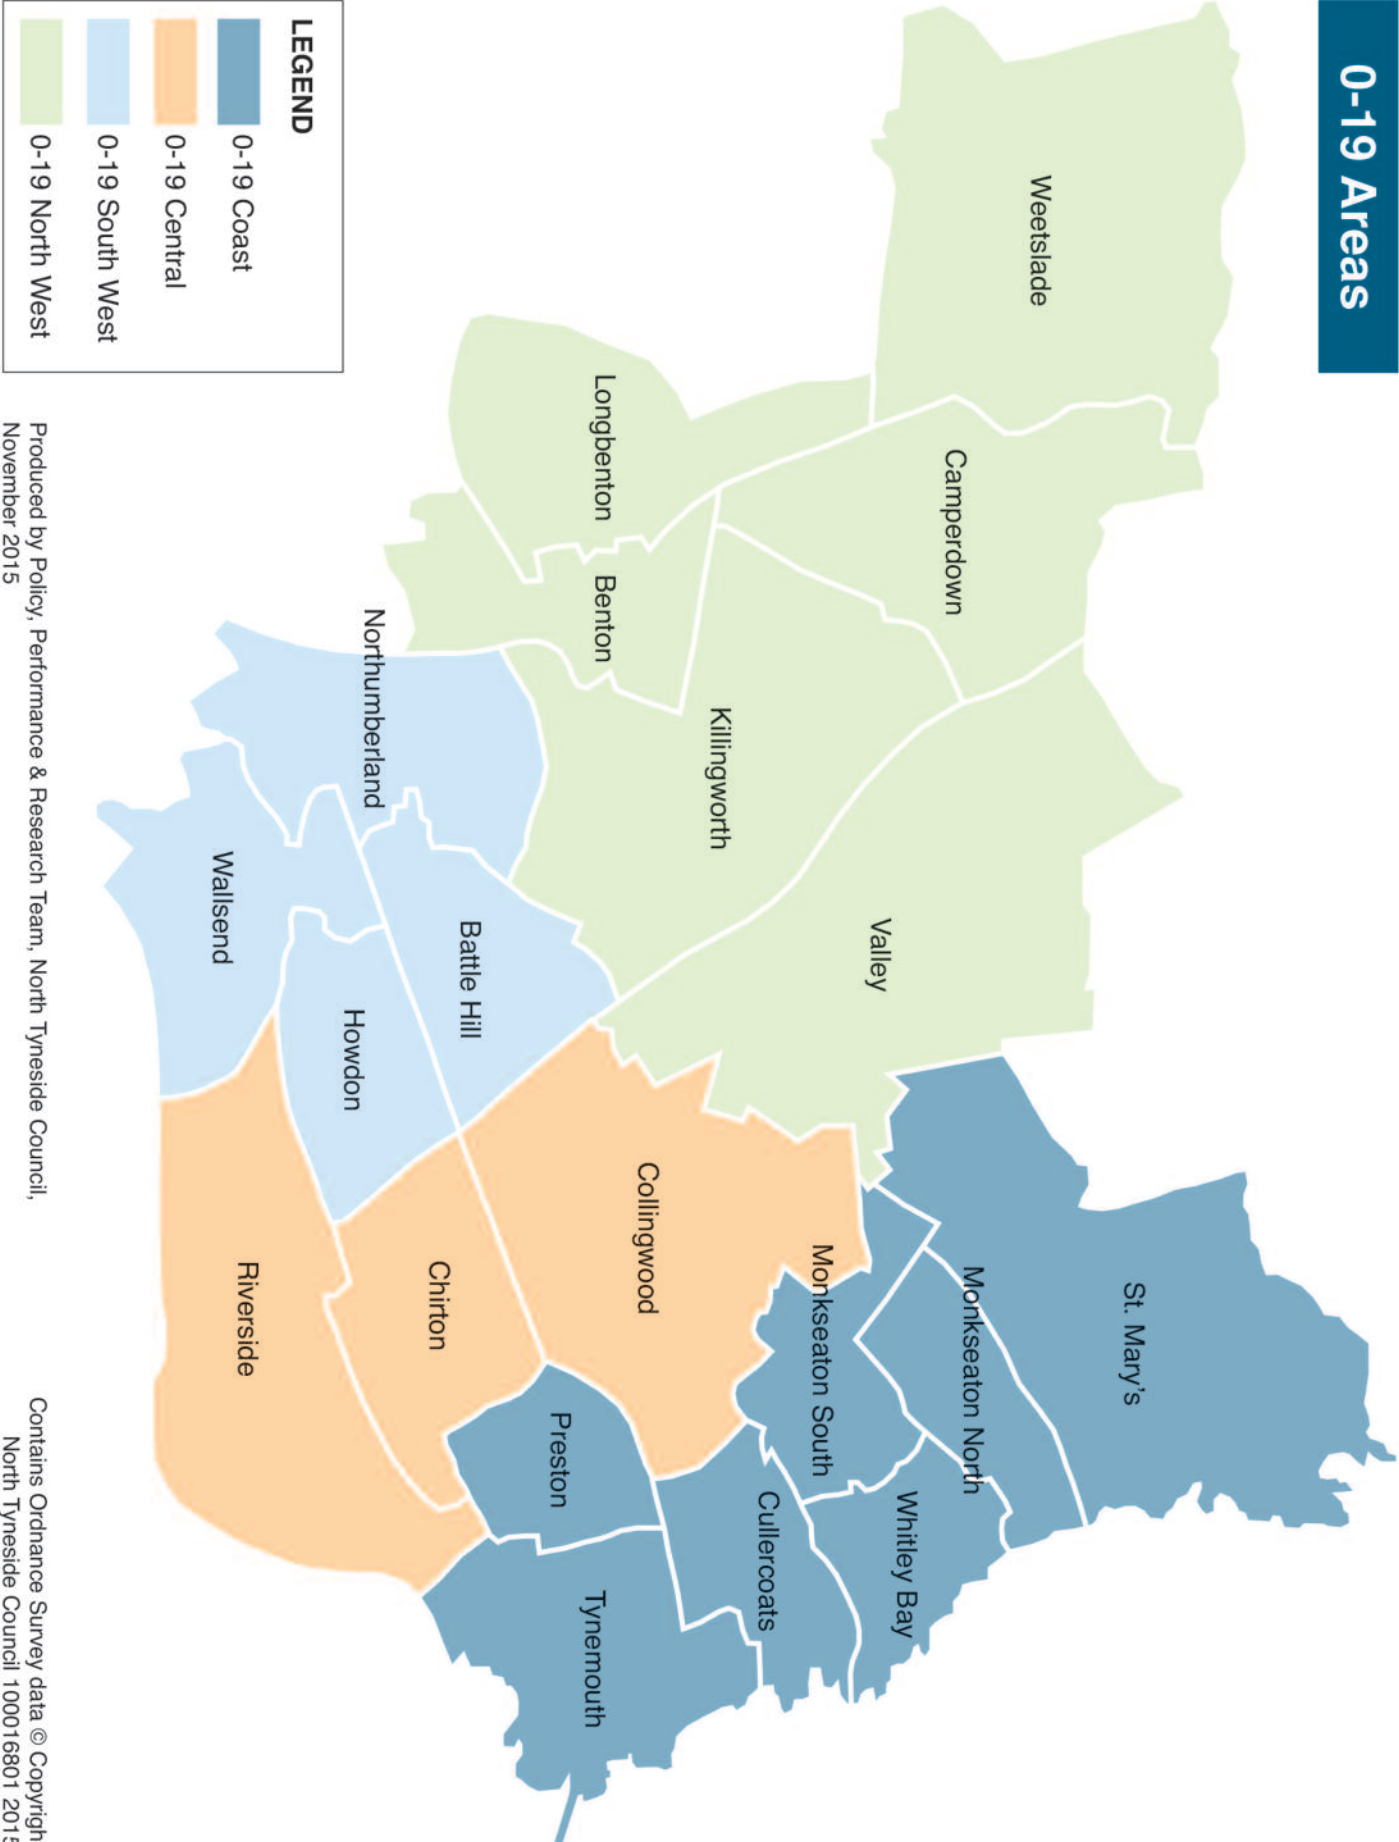 0-19 Areas
Weetslade
Camperdown
Longbenton
Benton
Killingworth
Valley
Northumberland
Battle Hill
Wallsend
Howdon
St. Mary's
Monkseaton North
Monkseaton South
Whitley Bay
Cullercoats
Collingwood
Preston
Tynemouth
Chirton
Riverside
LEGEND
0-19 Coast
0-19 Central
0-19 South West
0-19 North West
Produced by Policy, Performance & Research Team, North Tyneside Council,
November 2015
Contains Ordnance Survey data © Copyrigh
North Tyneside Council 100016801 2015